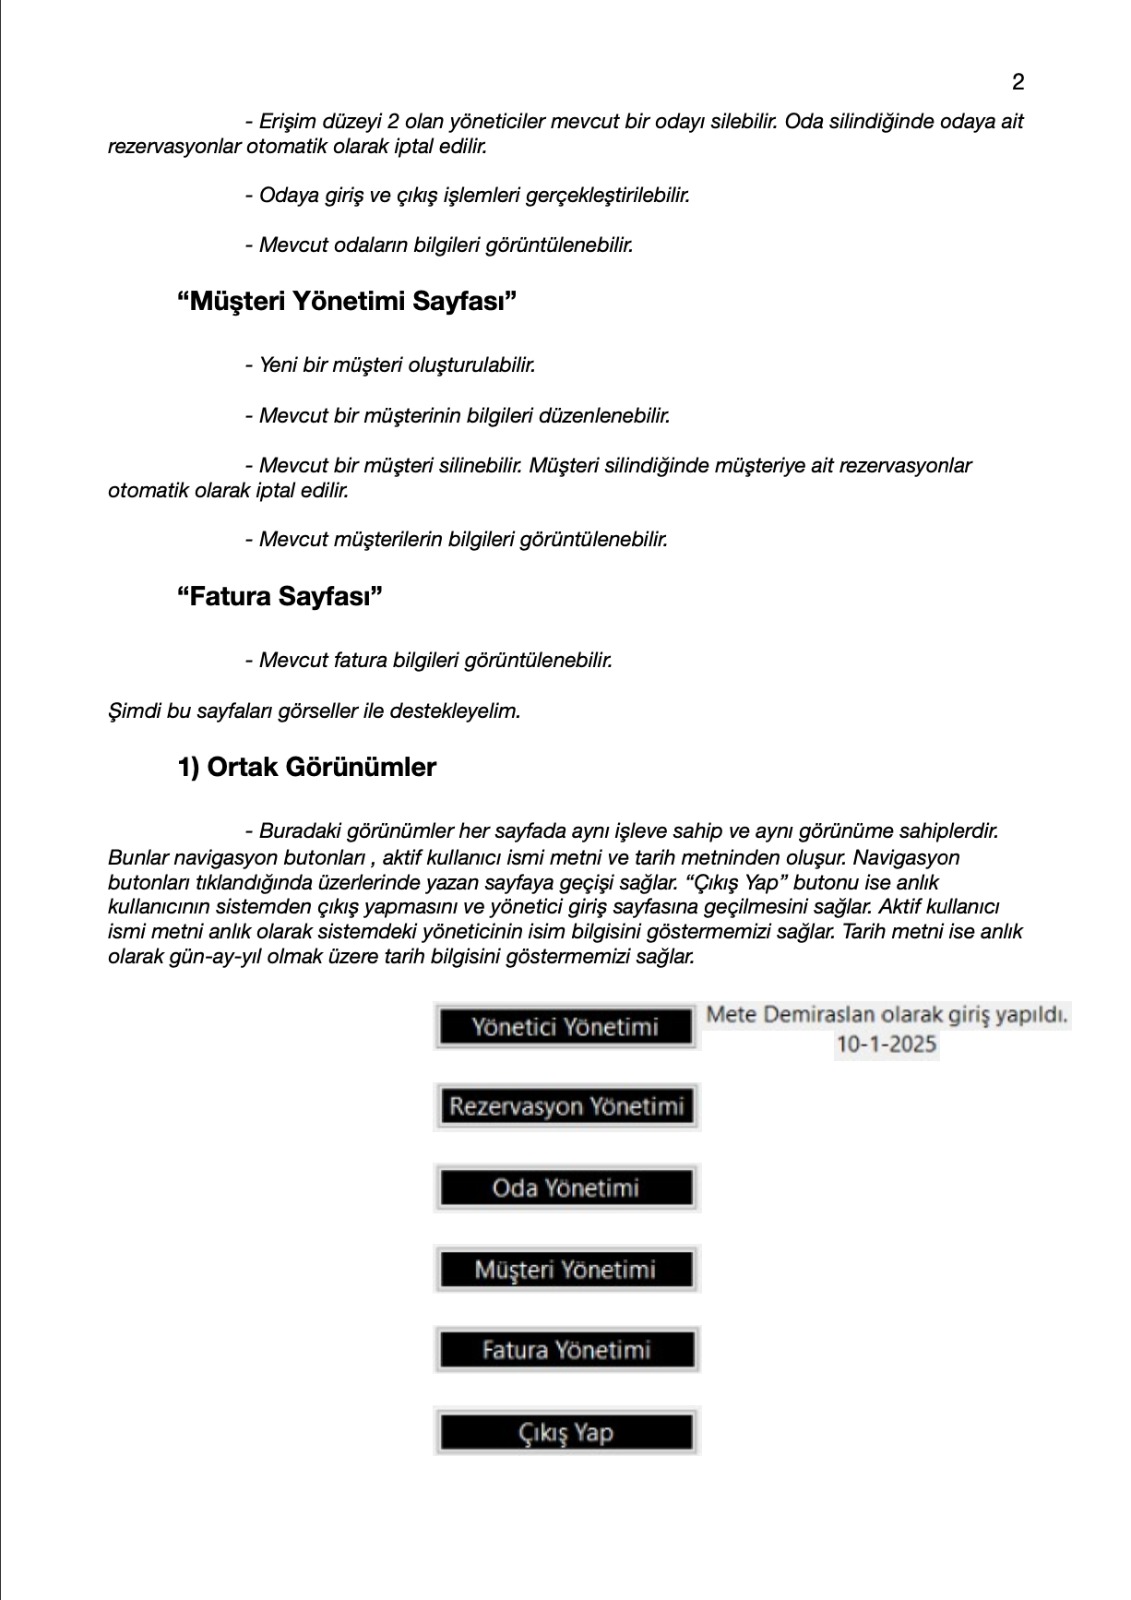 2
- Erişim düzeyi 2 olan yöneticiler mevcut bir odayı silebilir. Oda silindiğinde odaya ait
rezervasyonlar otomatik olarak iptal edilir.
- Odaya giriş ve çıkış işlemleri gerçekleştirilebilir.
- Mevcut odaların bilgileri görüntülenebilir.
“Müşteri Yönetimi Sayfası”
- Yeni bir müşteri oluşturulabilir.
- Mevcut bir müşterinin bilgileri düzenlenebilir.
- Mevcut bir müşteri silinebilir. Müşteri silindiğinde müşteriye ait rezervasyonlar
otomatik olarak iptal edilir.
- Mevcut müşterilerin bilgileri görüntülenebilir.
“Fatura Sayfası”
- Mevcut fatura bilgileri görüntülenebilir.
Şimdi bu sayfaları görseller ile destekleyelim.
1) Ortak Görünümler
- Buradaki görünümler her sayfada aynı işleve sahip ve aynı görünüme sahiplerdir.
Bunlar navigasyon butonları , aktif kullanıcı ismi metni ve tarih metninden oluşur. Navigasyon
butonları tıklandığında üzerlerinde yazan sayfaya geçişi sağlar. “Çıkış Yap” butonu ise anlık
kullanıcının sistemden çıkış yapmasını ve yönetici giriş sayfasına geçilmesini sağlar. Aktif kullanıcı
ismi metni anlık olarak sistemdeki yöneticinin isim bilgisini göstermemizi sağlar. Tarih metni ise anlık
olarak gün-ay-yıl olmak üzere tarih bilgisini göstermemizi sağlar.
Yönetici Yönetimi
Mete Demiraslan olarak giriş yapıldı.
10-1-2025
Rezervasyon Yönetimi
Oda Yönetimi
Müşteri Yönetimi
Fatura Yönetimi
Çıkış Yap